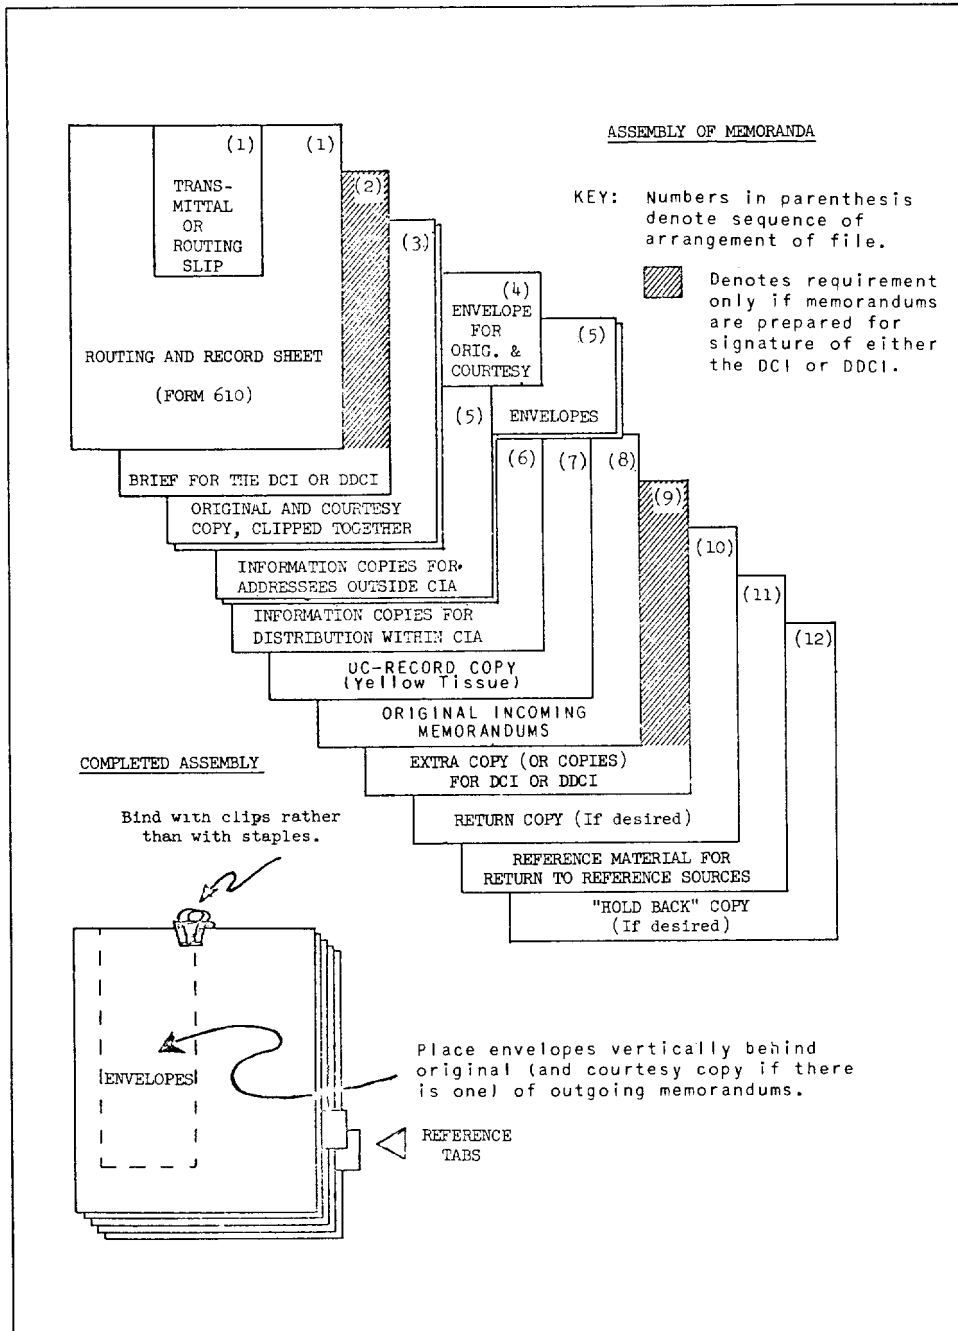 ASSEMBLY OF MEMORANDA
KEY: Numbers in parenthesis
denote sequence of
arrangement of file.
Denotes requirement
only if memorandums
are prepared for
signature of either
the DCI or DDCI.
(1)
(1)
TRANS-
MITTAL
OR
ROUTING
SLIP
ROUTING AND RECORD SHEET
(FORM 610)
(2)
BRIEF FOR THE DCI OR DDCI
(3)
ORIGINAL AND COURTESY
COPY, CLIPPED TOGETHER
(4)
ENVELOPE
FOR
ORIG. &
COURTESY
(5)
ENVELOPES
(5)
INFORMATION COPIES FOR
ADDRESSEES OUTSIDE CIA
(6)
INFORMATION COPIES FOR
DISTRIBUTION WITHIN CIA
(7)
UC-RECORD COPY
(Yellow Tissue)
(8)
ORIGINAL INCOMING
MEMORANDUMS
(9)
EXTRA COPY (OR COPIES)
FOR DCI OR DDCI
(10)
RETURN COPY (If desired)
(11)
REFERENCE MATERIAL FOR
RETURN TO REFERENCE SOURCES
(12)
"HOLD BACK" COPY
(If desired)
COMPLETED ASSEMBLY
Bind with clips rather
than with staples.
ENVELOPES
Place envelopes vertically behind
original (and courtesy copy if there
is one) of outgoing memorandums.
REFERENCE
TABS